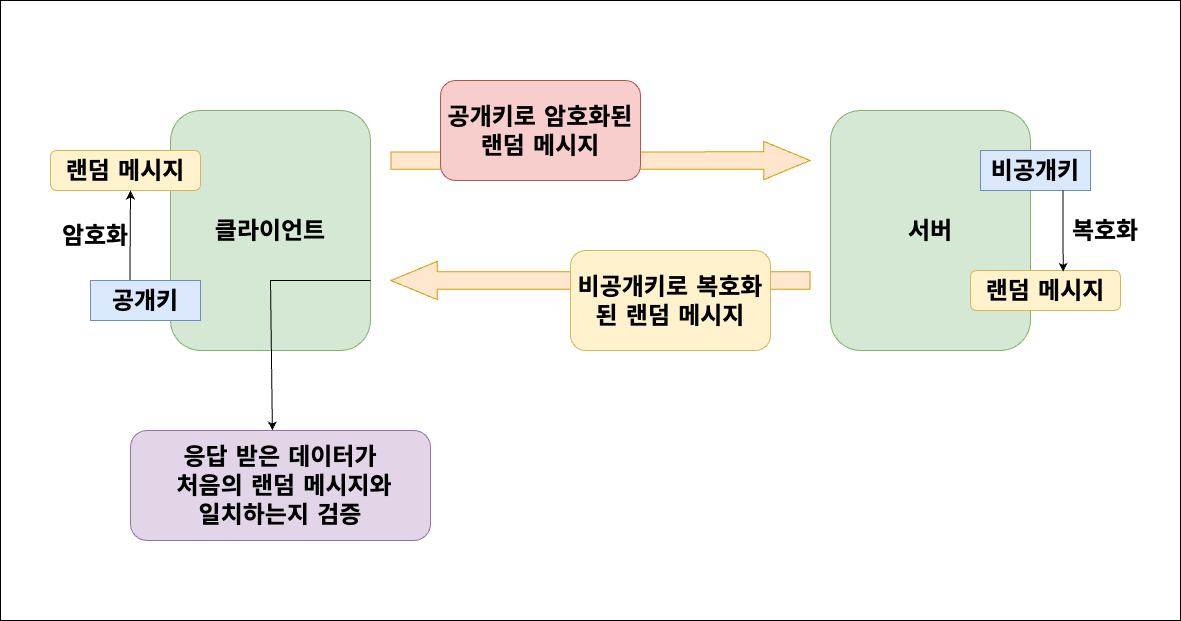 공개키로 암호화된
랜덤 메시지
랜덤 메시지
암호화
공개키
클라이언트
비공개키로 복호화
된 랜덤 메시지
서버
비공개키
복호화
랜덤 메시지
응답 받은 데이터가
처음의 랜덤 메시지와
일치하는지 검증